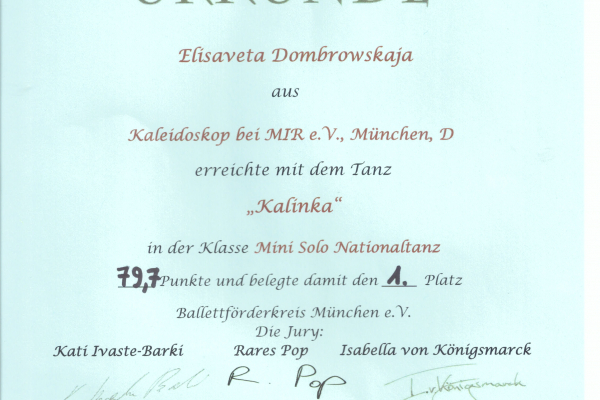 URKUNDE
Elisaveta Dombrowskaja
aus
Kaleidoskop bei MIR e.V., München, D
erreichte mit dem Tanz
„Kalinka“
in der Klasse Mini Solo Nationaltanz
79,7 Punkte und belegte damit den 1. Platz
Ballettförderkreis München e.V.
Die Jury:
Kati Ivaste-Barki Rares Pop Isabella von Königsmarck
R. Pop I.v.Königsmarck